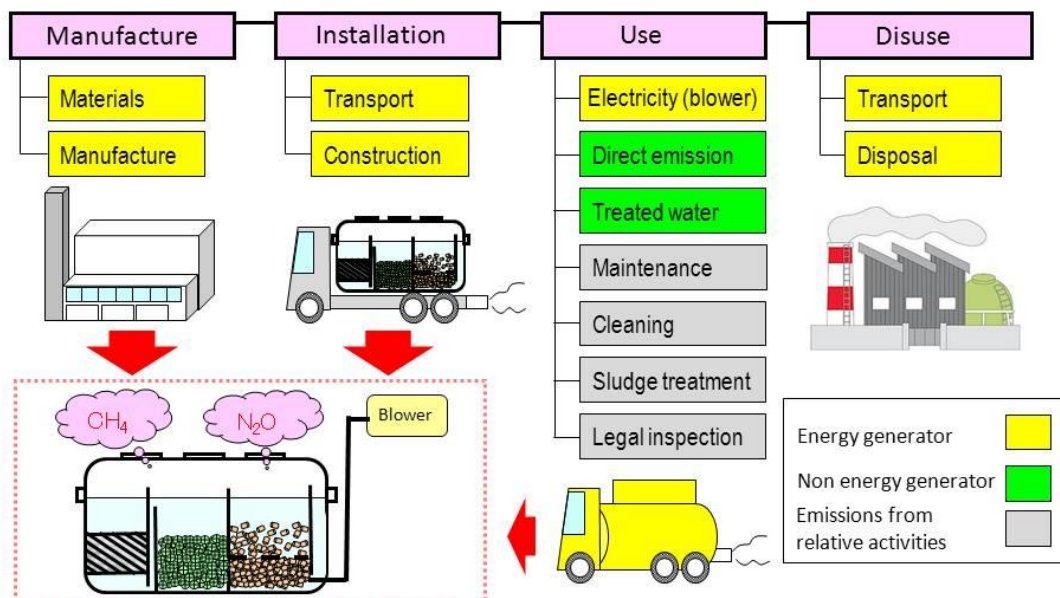 Manufacture
Installation
Use
Disuse
Materials
Transport
Electricity (blower)
Transport
Manufacture
Construction
Direct emission
Disposal
Treated water
Maintenance
Cleaning
Sludge treatment
Legal inspection
CH₄
N₂O
Blower
Energy generator
Non energy generator
Emissions from
relative activities